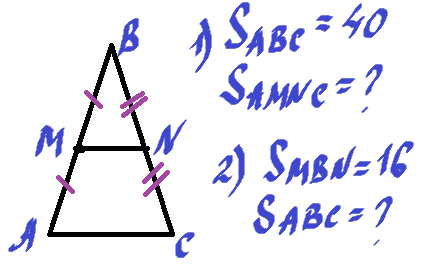 B
M
N
A
C
1) SABC = 40
SAMNC = ?
2) SMBN = 16
SABC = ?